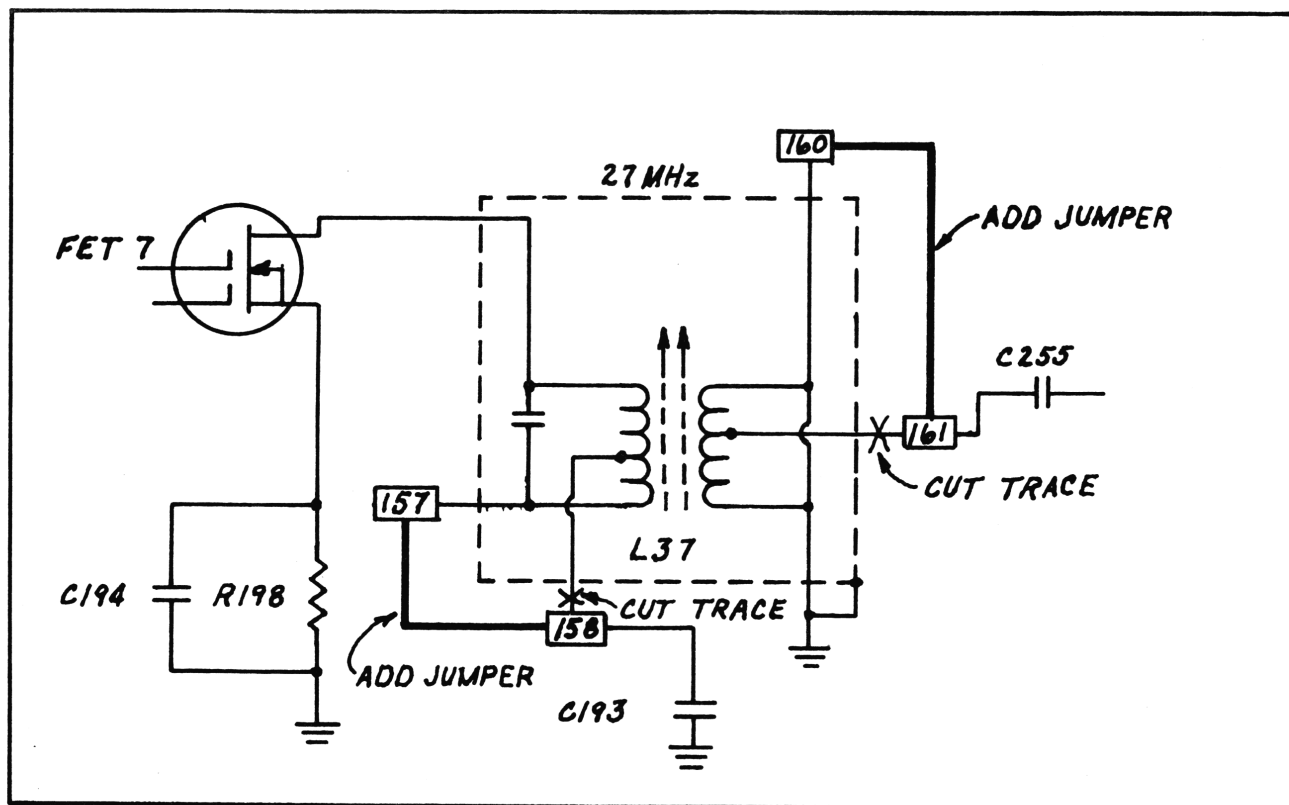 160
27 MHz
ADD JUMPER
FET 7
C255
161
CUT TRACE
157
L37
C194
R198
CUT TRACE
158
ADD JUMPER
C193